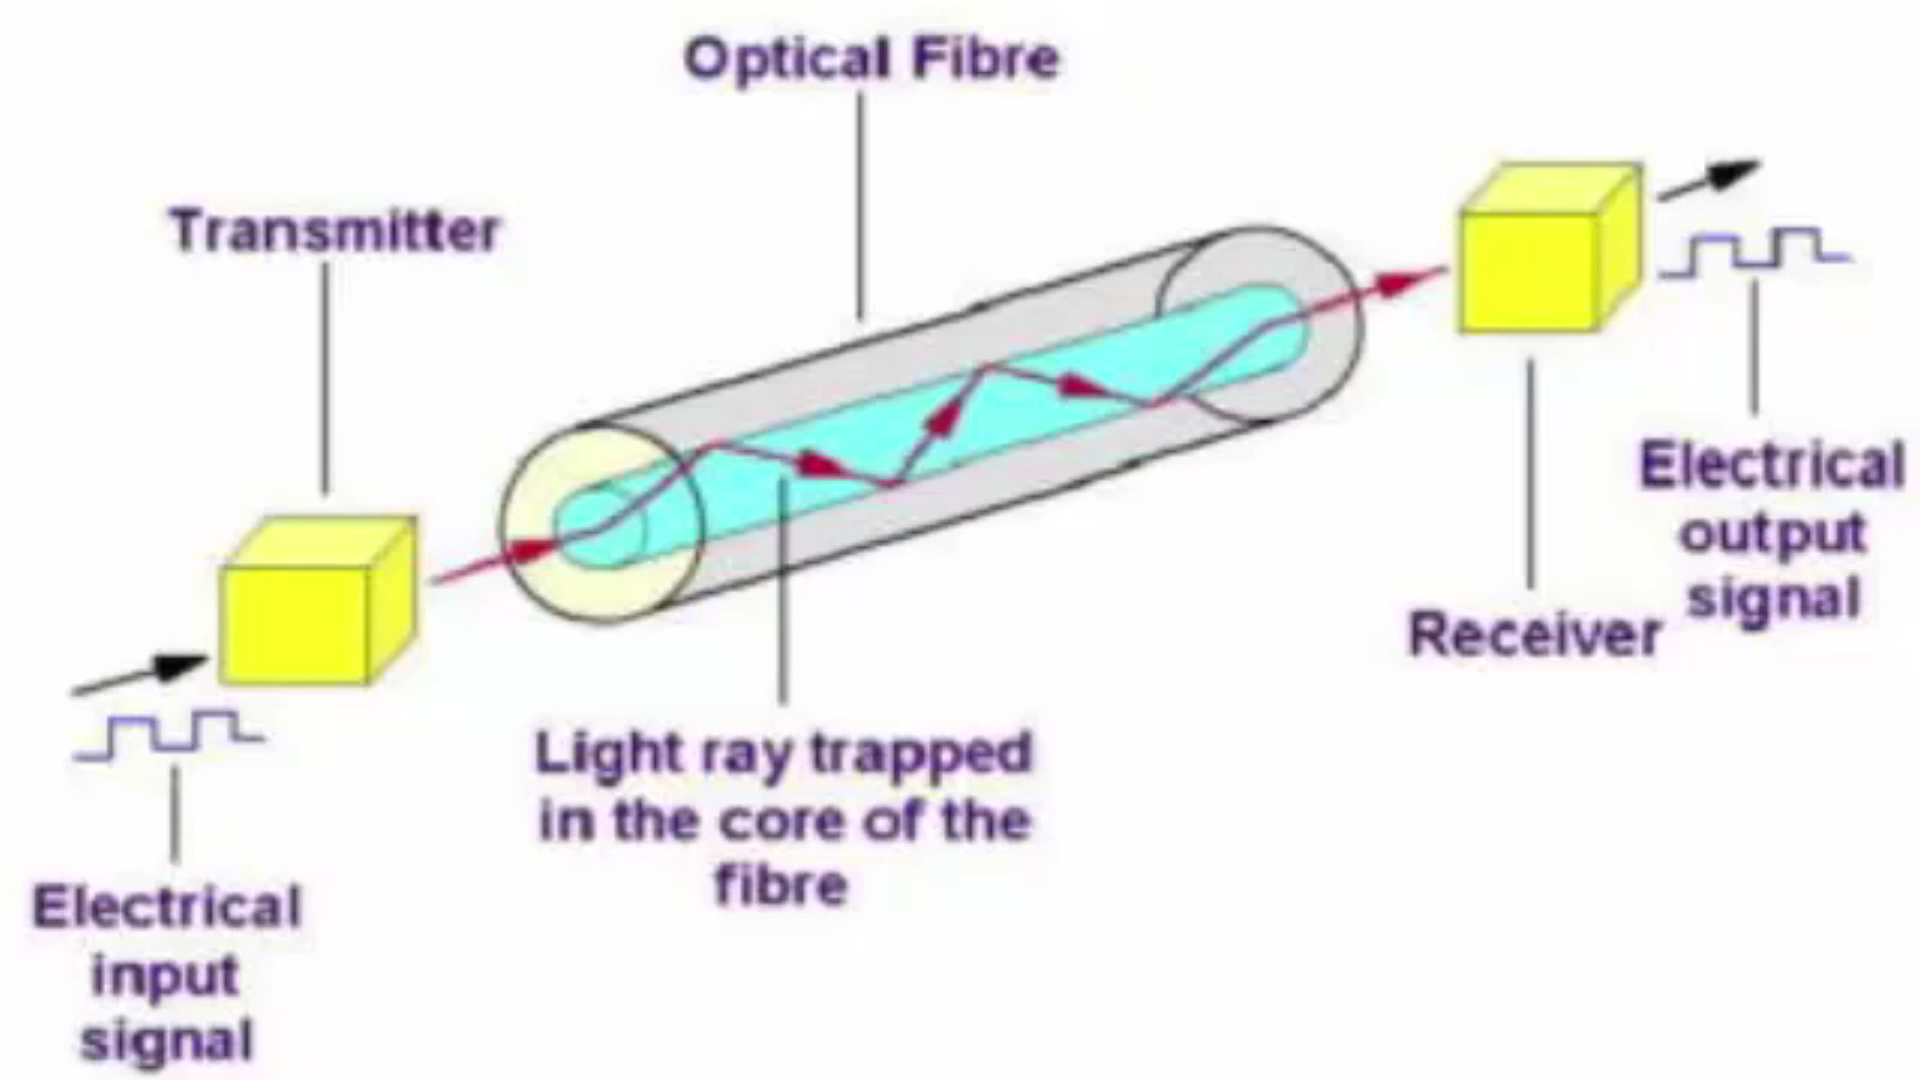 Optical Fibre
Transmitter
Electrical
output
signal
Receiver
Light ray trapped
in the core of the
fibre
Electrical
input
signal